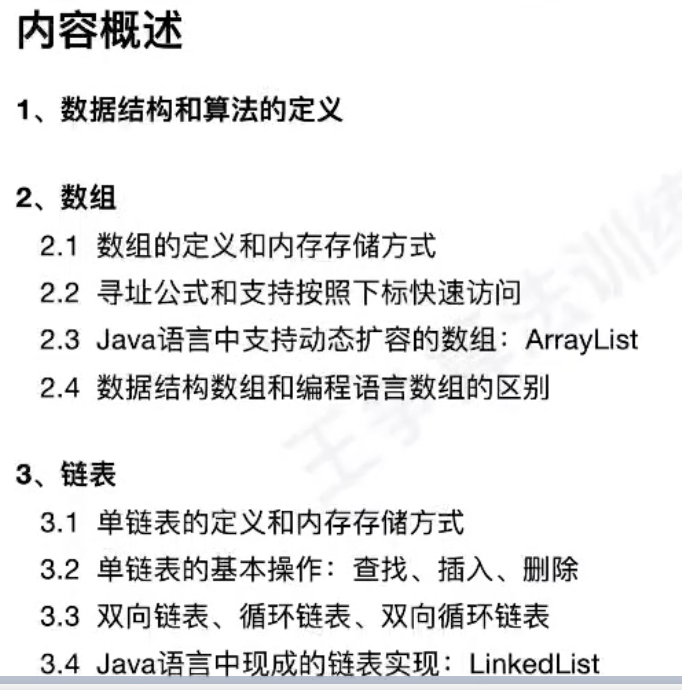 内容概述
1、数据结构和算法的定义
2、数组
2.1 数组的定义和内存存储方式
2.2 寻址公式和支持按照下标快速访问
2.3 Java语言中支持动态扩容的数组：ArrayList
2.4 数据结构数组和编程语言数组的区别
3、链表
3.1 单链表的定义和内存存储方式
3.2 单链表的基本操作：查找、插入、删除
3.3 双向链表、循环链表、双向循环链表
3.4 Java语言中现成的链表实现：LinkedList